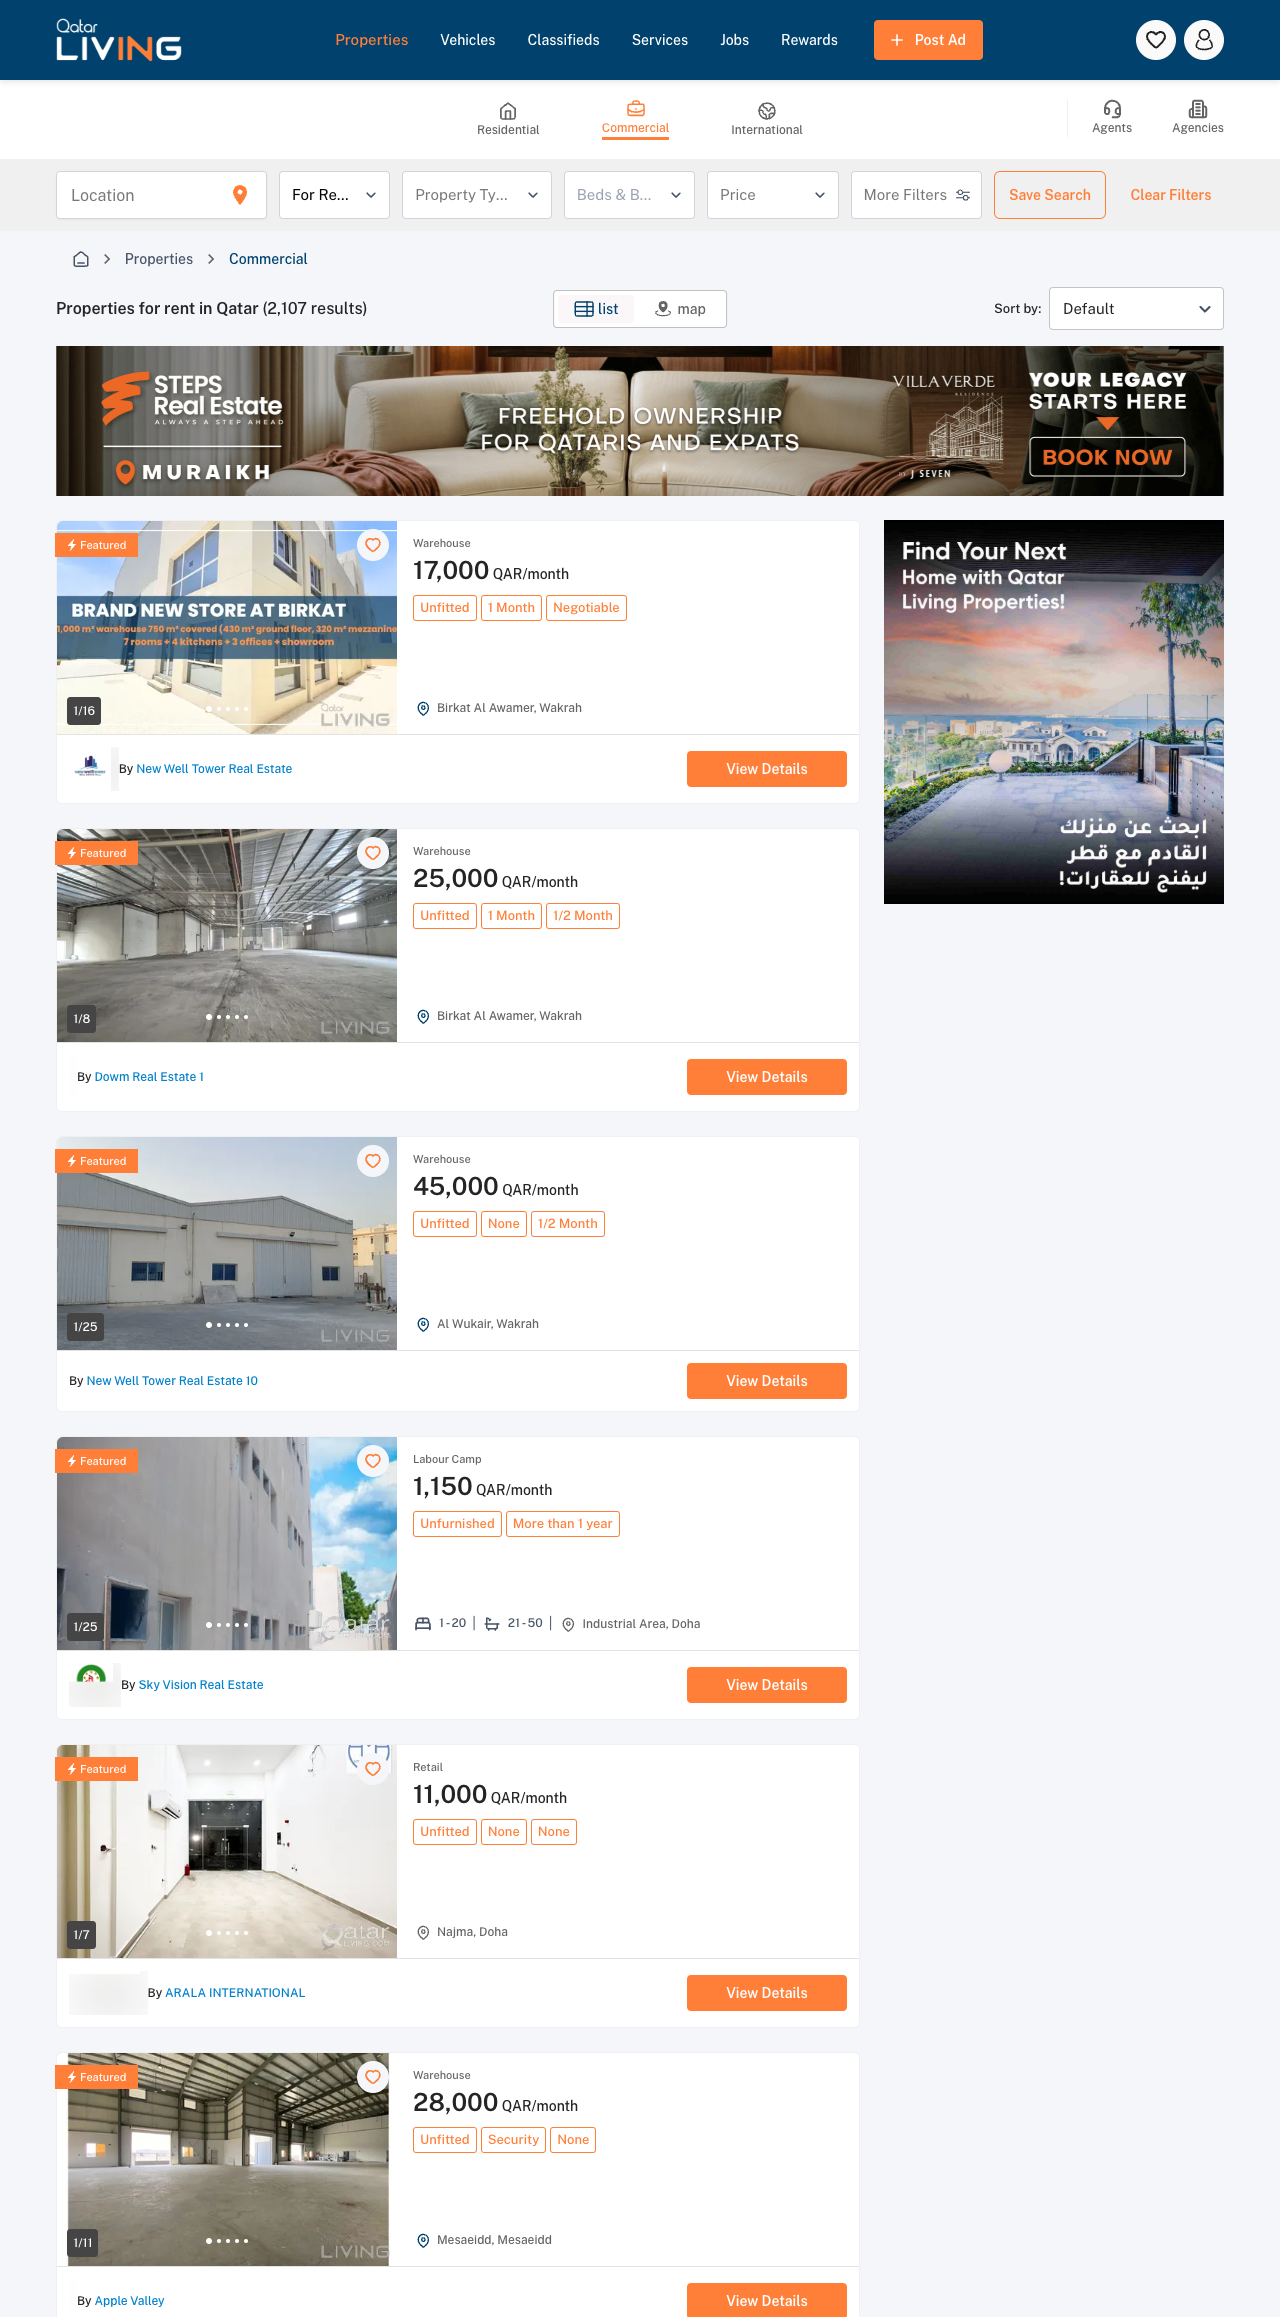 Qatar
LIVING
Properties
Vehicles
Classifieds
Services
Jobs
Rewards
+ Post Ad
Residential
Commercial
International
Agents
Agencies
Location
For Re...
Property Ty...
Beds & B...
Price
More Filters
Save Search
Clear Filters
Properties
Commercial
Properties for rent in Qatar (2,107 results)
list
map
Sort by:
Default
STEPS
Real Estate
ALWAYS A STEP AHEAD
MURAIKH
FREEHOLD OWNERSHIP
FOR QATARIS AND EXPATS
VILLA VERDE
RESIDENCE
BY J SEVEN
YOUR LEGACY
STARTS HERE
BOOK NOW
Featured
BRAND NEW STORE AT BIRKAT
1,000 m² warehouse 750 m² covered (430 m² ground floor, 320 m² mezzanine
7 rooms + 4 kitchens + 3 offices + showroom
1/16
Qatar
LIVING
Warehouse
17,000 QAR/month
Unfitted
1 Month
Negotiable
Birkat Al Awamer, Wakrah
By New Well Tower Real Estate
View Details
Find Your Next
Home with Qatar
Living Properties!
ابحث عن منزلك
القادم مع قطر
ليفنج للعقارات!
Featured
1/8
LIVING
Warehouse
25,000 QAR/month
Unfitted
1 Month
1/2 Month
Birkat Al Awamer, Wakrah
By Dowm Real Estate 1
View Details
Featured
1/25
LIVING
Warehouse
45,000 QAR/month
Unfitted
None
1/2 Month
Al Wukair, Wakrah
By New Well Tower Real Estate 10
View Details
Featured
1/25
Qatar
Labour Camp
1,150 QAR/month
Unfurnished
More than 1 year
1 - 20
21 - 50
Industrial Area, Doha
By Sky Vision Real Estate
View Details
Featured
1/7
Qatar
LIVING.COM
Retail
11,000 QAR/month
Unfitted
None
None
Najma, Doha
By ARALA INTERNATIONAL
View Details
Featured
1/11
LIVING
Warehouse
28,000 QAR/month
Unfitted
Security
None
Mesaeidd, Mesaeidd
By Apple Valley
View Details